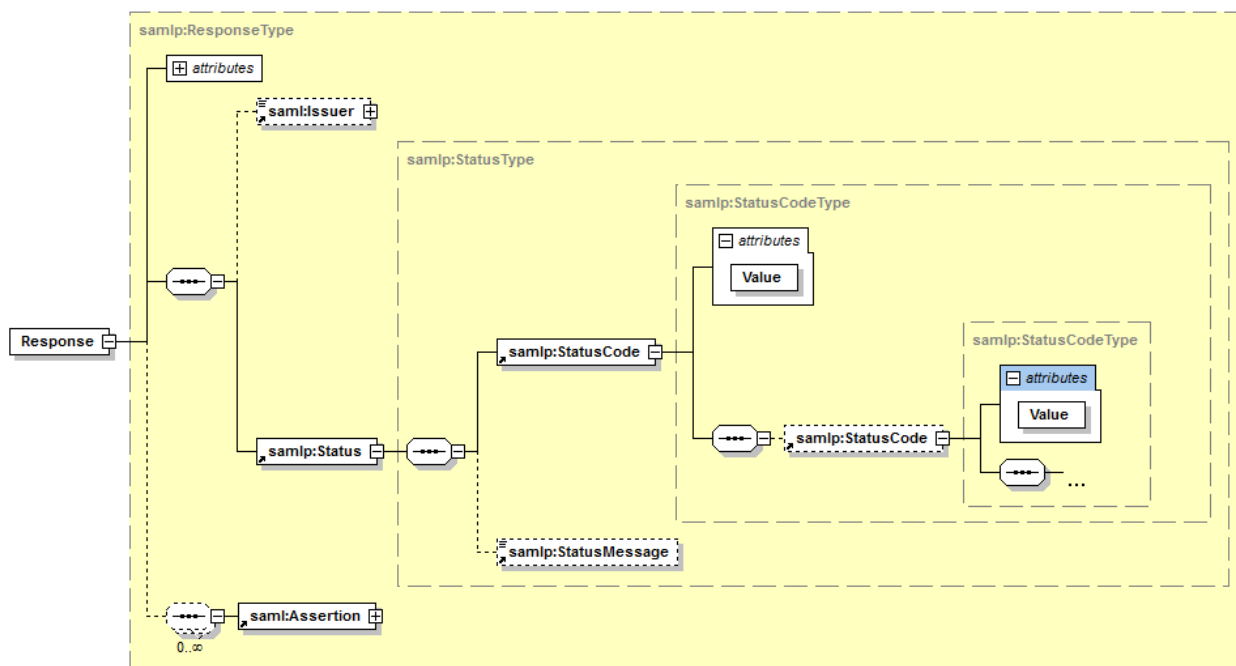 samlp:ResponseType
attributes
saml:Issuer
samlp:StatusType
samlp:StatusCodeType
attributes
Value
Response
samlp:StatusCode
samlp:StatusCodeType
attributes
Value
samlp:StatusCode
samlp:Status
...
samlp:StatusMessage
saml:Assertion
0..∞